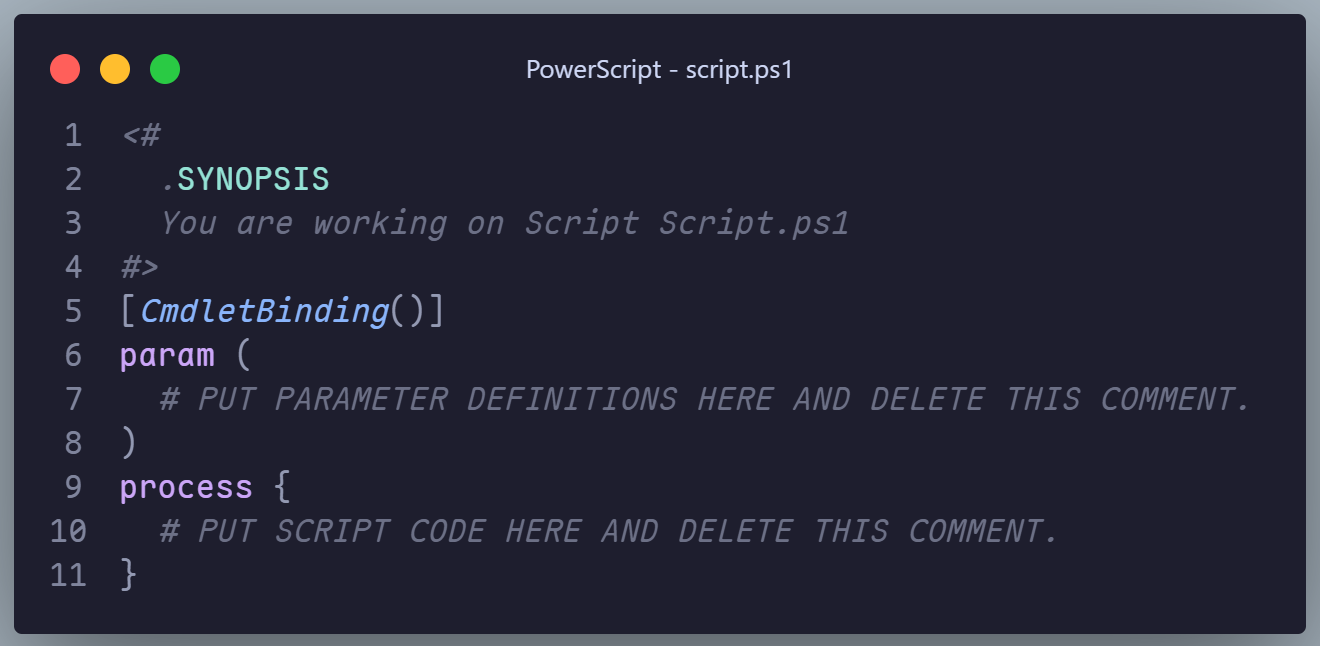 PowerScript - script.ps1
1 <#
2   .SYNOPSIS
3   You are working on Script Script.ps1
4 #>
5 [CmdletBinding()]
6 param (
7   # PUT PARAMETER DEFINITIONS HERE AND DELETE THIS COMMENT.
8 )
9 process {
10   # PUT SCRIPT CODE HERE AND DELETE THIS COMMENT.
11 }